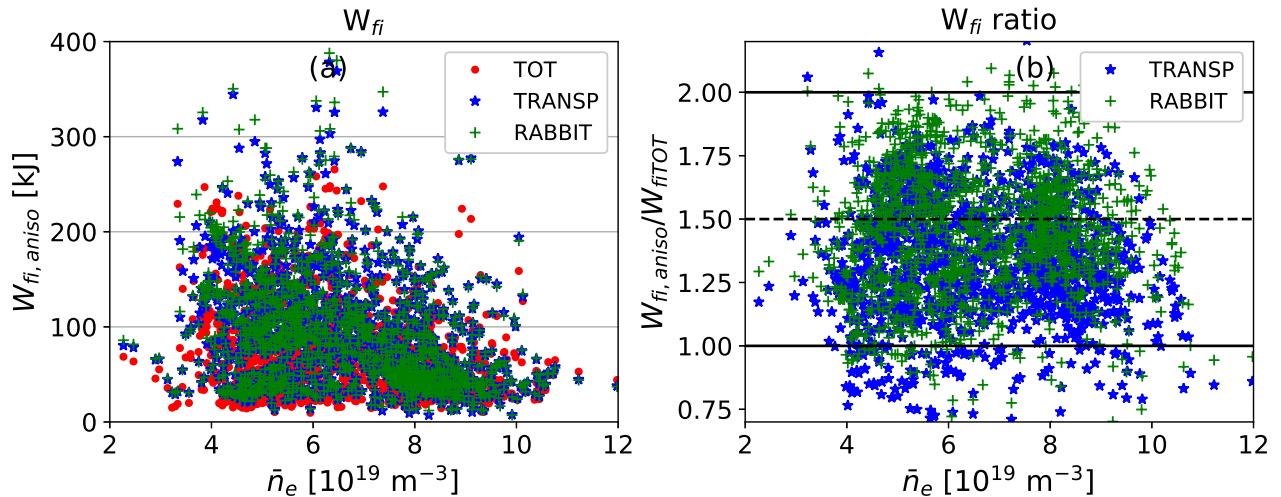 W_fi
(a)
TOT
TRANSP
RABBIT
400
300
200
100
0
W_fi, aniso [kJ]
2 4 6 8 10 12
n̄_e [10^19 m^−3]
W_fi ratio
(b)
TRANSP
RABBIT
2.00
1.75
1.50
1.25
1.00
0.75
W_fi, aniso/W_fiTOT
2 4 6 8 10 12
n̄_e [10^19 m^−3]